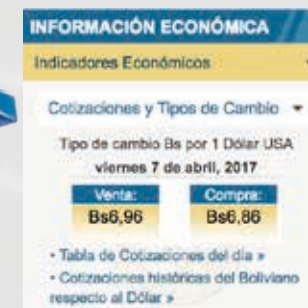 INFORMACIÓN ECONÓMICA
Indicadores Económicos
Cotizaciones y Tipos de Cambio
Tipo de cambio Bs por 1 Dólar USA
viernes 7 de abril, 2017
Venta: Compra:
Bs6,96 Bs6,86
• Tabla de Cotizaciones del día »
• Cotizaciones históricas del Boliviano
respecto al Dólar »